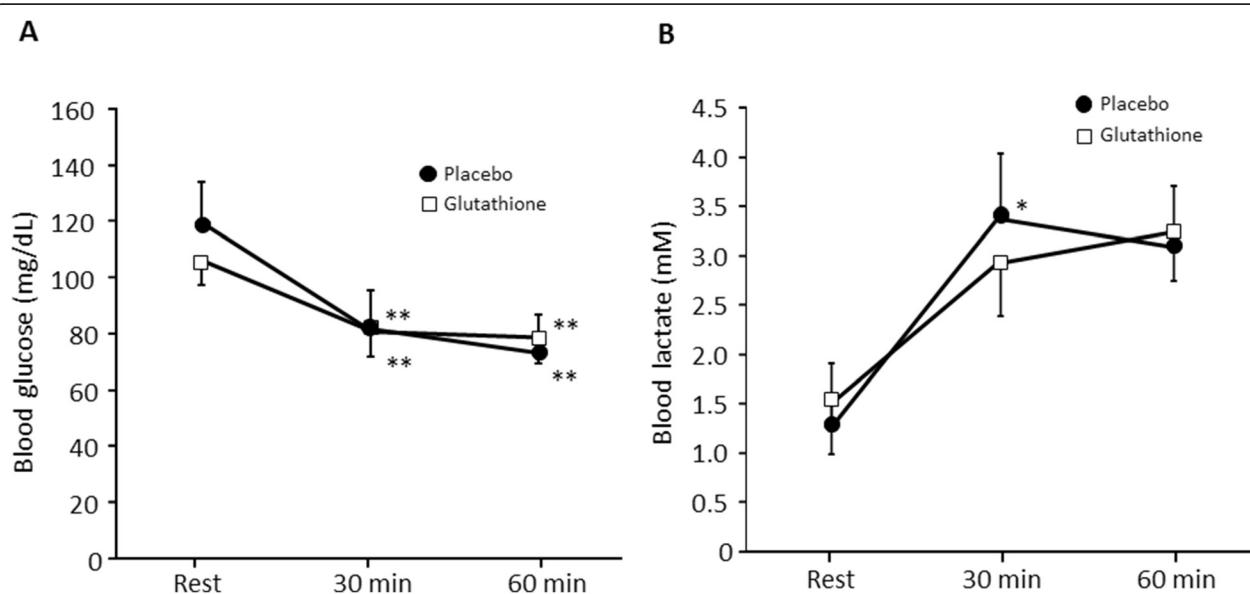 A
160
140
120
100
80
60
40
20
0
Blood glucose (mg/dL)
Placebo
Glutathione
**
**
**
**
Rest
30 min
60 min
B
4.5
4.0
3.5
3.0
2.5
2.0
1.5
1.0
0.5
0
Blood lactate (mM)
Placebo
Glutathione
*
Rest
30 min
60 min